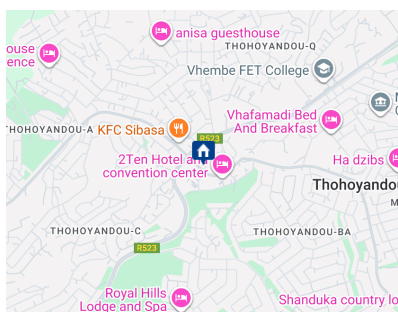 anisa guesthouse
ouse
ence
THOHOYANDOU-Q
Vhembe FET College
Vhafamadi Bed
And Breakfast
THOHOYANDOU-A
KFC Sibasa
R523
2Ten Hotel and
convention center
Ha dzibs
Thohoyandou
THOHOYANDOU-C
THOHOYANDOU-BA
R523
Royal Hills
Lodge and Spa
Shanduka country lo